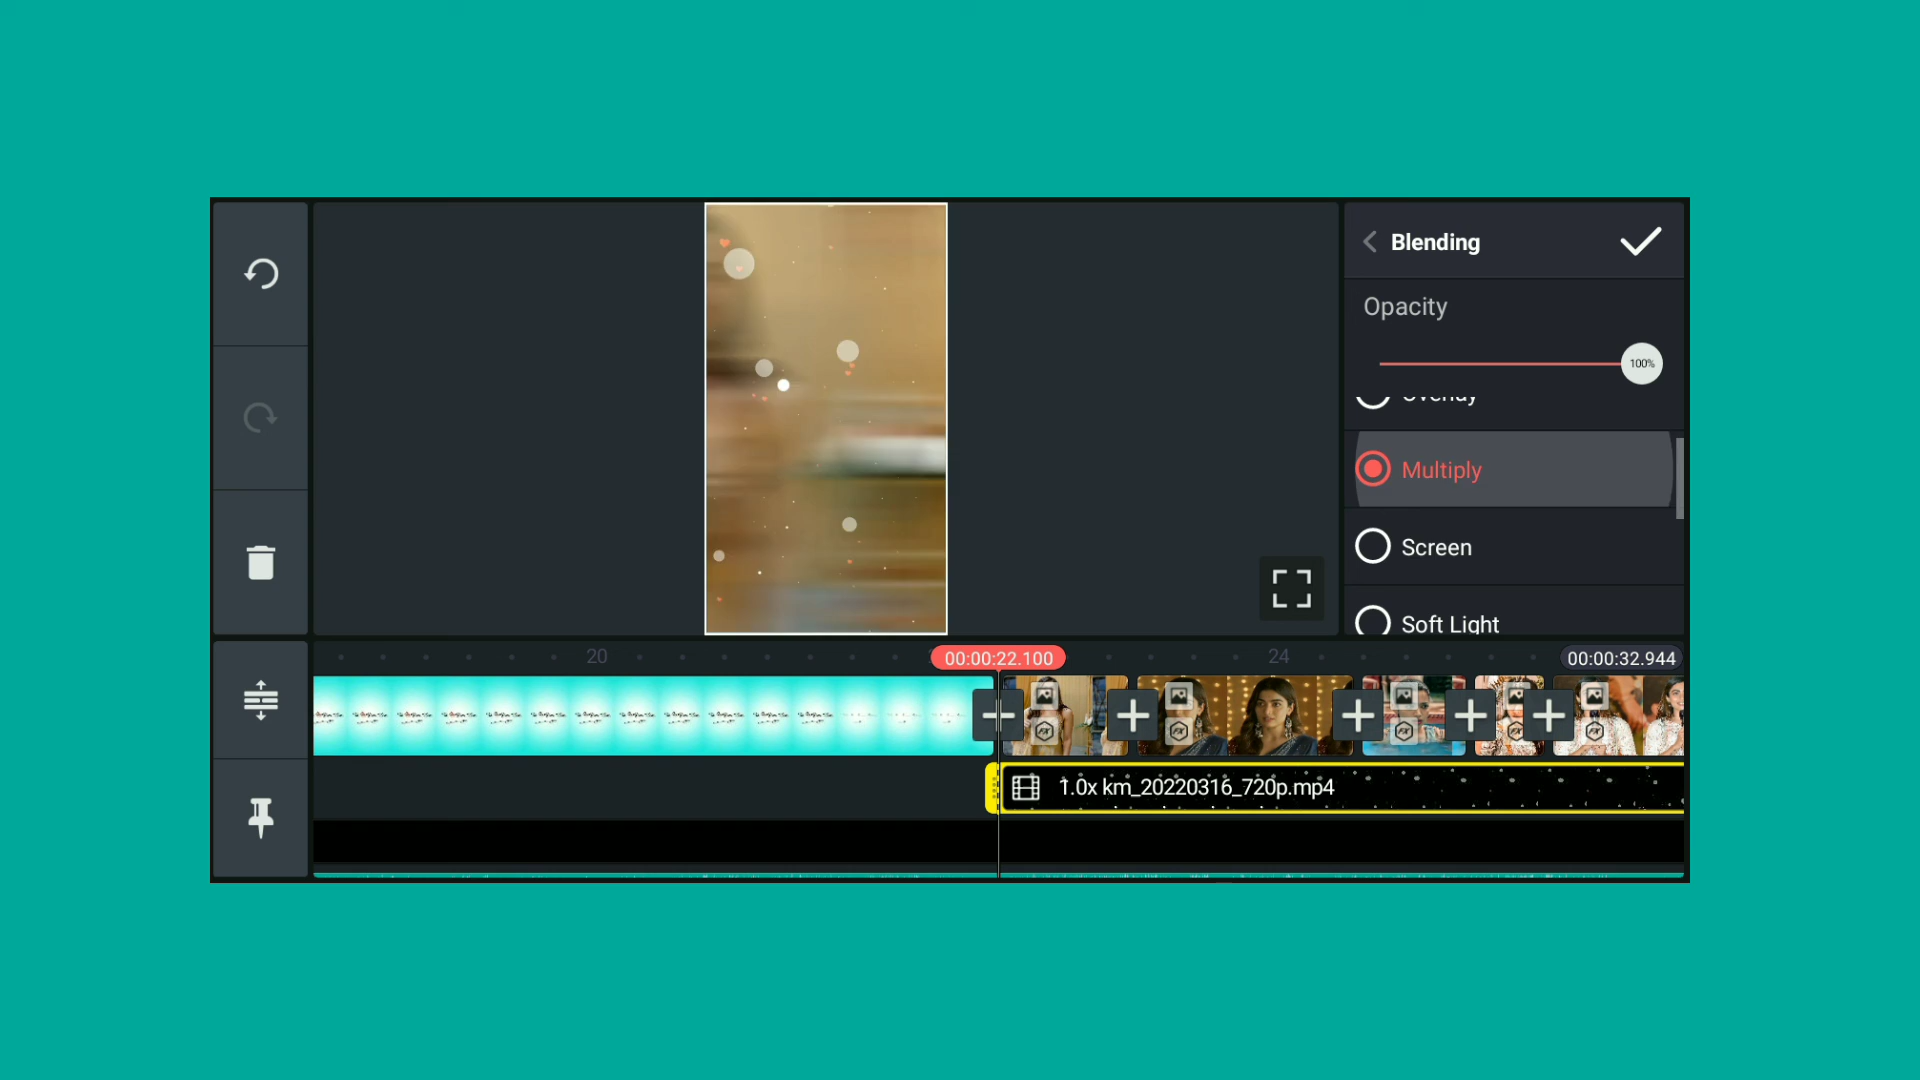 Blending
Opacity
100%
Overlay
Multiply
Screen
Soft Light
20
00:00:22.100
24
00:00:32.944
1.0x km_20220316_720p.mp4